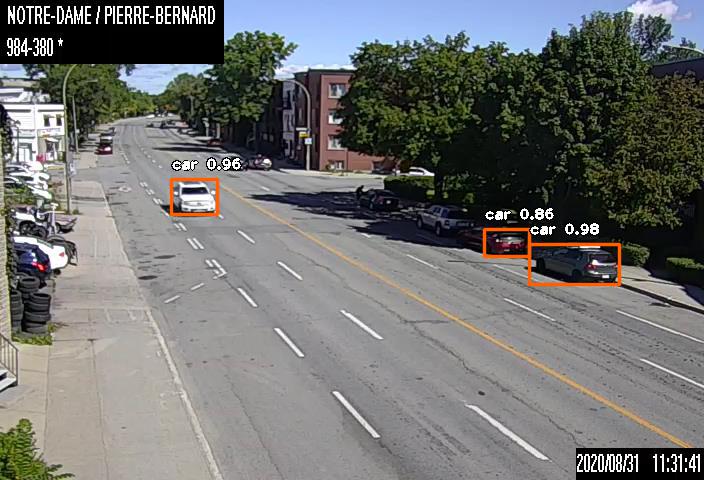 NOTRE-DAME / PIERRE-BERNARD
984-380 *
car 0.96
car 0.86
car 0.98
2020/08/31 11:31:41